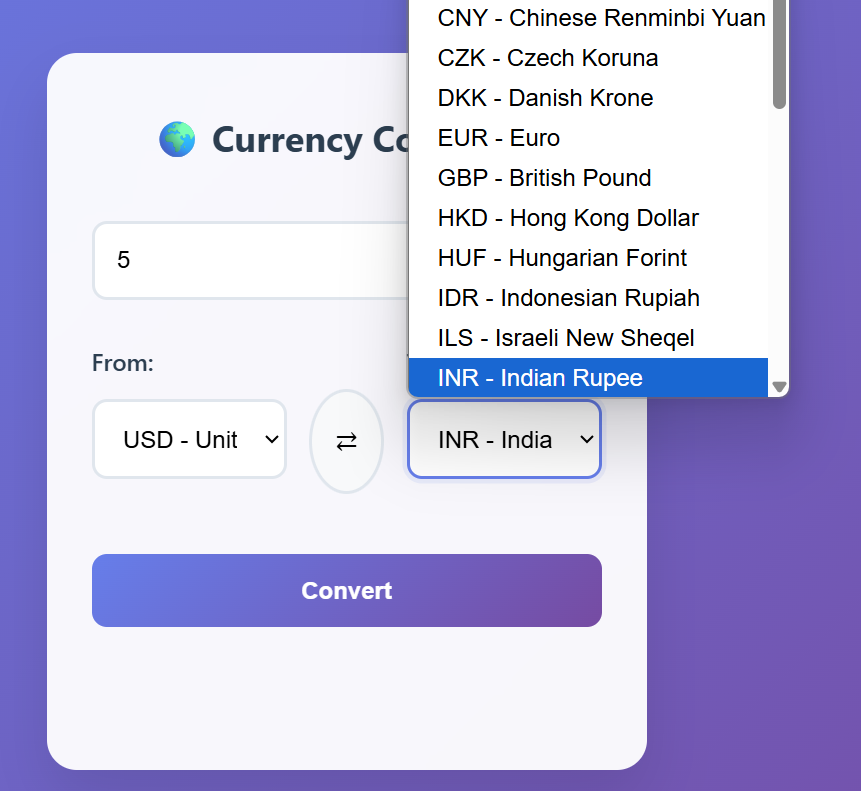 CNY - Chinese Renminbi Yuan
CZK - Czech Koruna
DKK - Danish Krone
EUR - Euro
GBP - British Pound
HKD - Hong Kong Dollar
HUF - Hungarian Forint
IDR - Indonesian Rupiah
ILS - Israeli New Sheqel
INR - Indian Rupee
Currency Co
5
From:
USD - Unit
⇄
INR - India
Convert